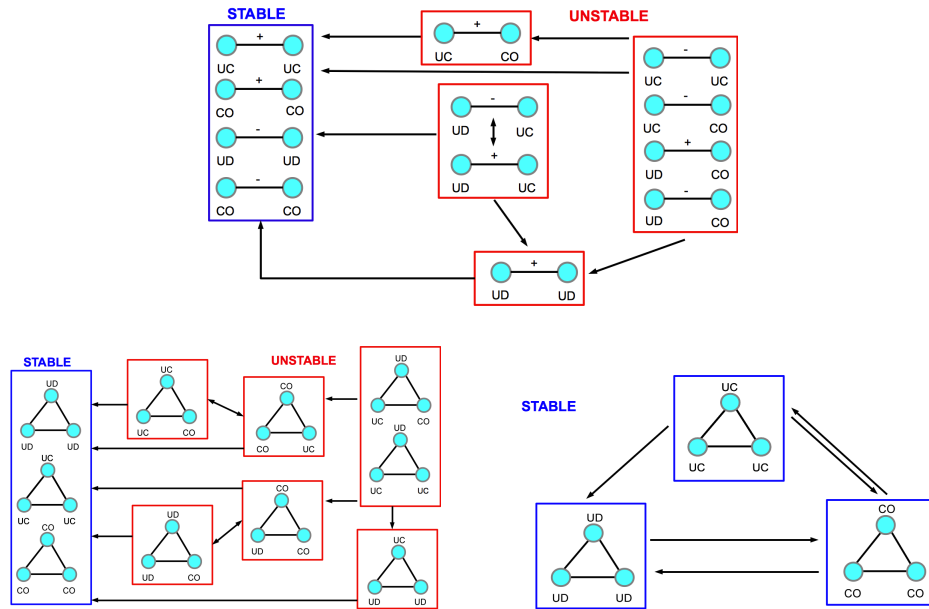 STABLE
UNSTABLE
+
UC UC
+
CO CO
-
UD UD
-
CO CO
+
UC CO
-
UD UC
+
UD UC
-
UC UC
-
UC CO
+
UD CO
-
UD CO
+
UD UD
STABLE
UNSTABLE
UD
UD UD
UC
UC UC
CO
CO CO
UC
UC CO
CO
CO UC
UD
UC CO
UD
UC UC
UD
UD CO
CO
UD CO
UC
UD UD
STABLE
UC
UC UC
UD
UD UD
CO
CO CO